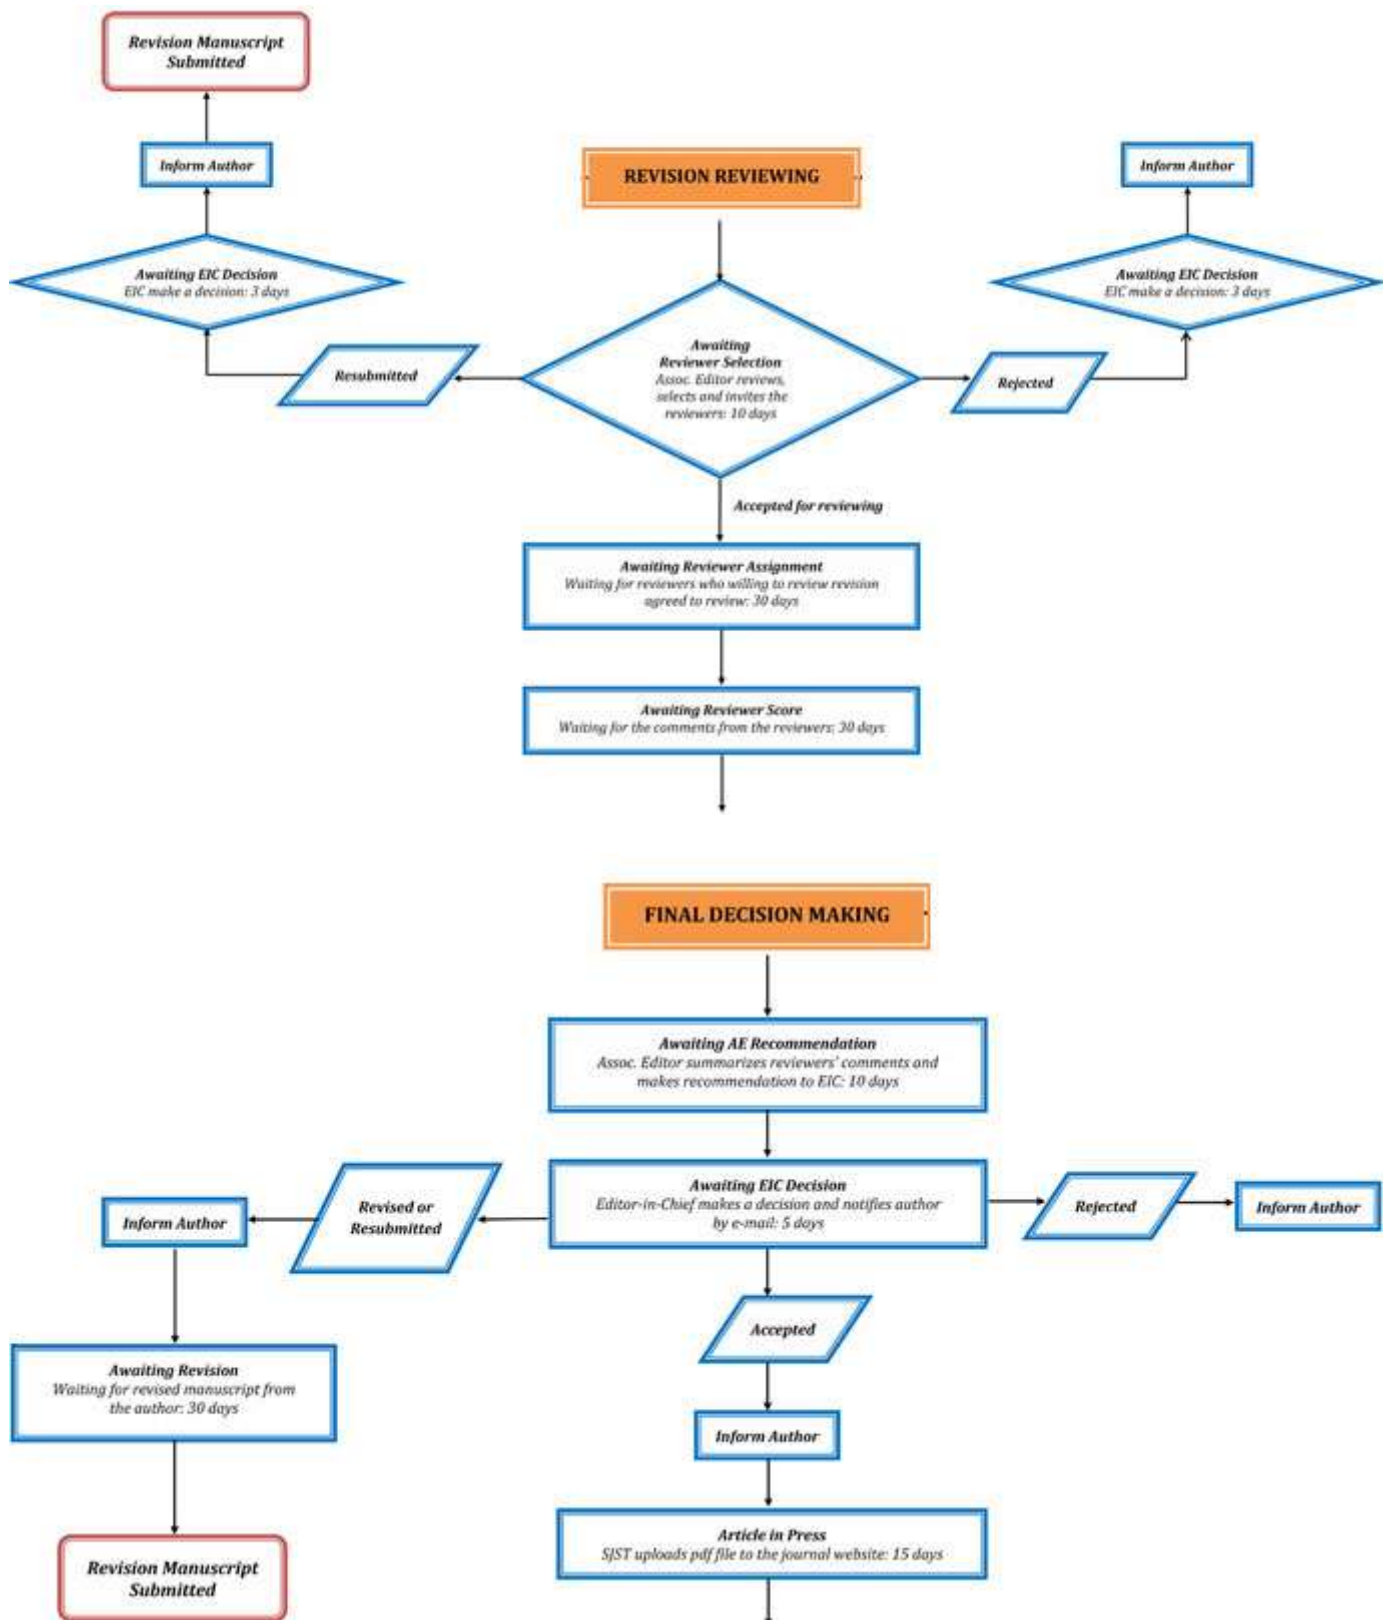 Revision Manuscript
Submitted
Inform Author
REVISION REVIEWING
Inform Author
Awaiting EIC Decision
EIC make a decision: 3 days
Awaiting EIC Decision
EIC make a decision: 3 days
Awaiting
Reviewer Selection
Assoc. Editor reviews,
selects and invites the
reviewers: 10 days
Resubmitted
Rejected
Accepted for reviewing
Awaiting Reviewer Assignment
Waiting for reviewers who willing to review revision
agreed to review: 30 days
Awaiting Reviewer Score
Waiting for the comments from the reviewers: 30 days
FINAL DECISION MAKING
Awaiting AE Recommendation
Assoc. Editor summarizes reviewers' comments and
makes recommendation to EIC: 10 days
Awaiting EIC Decision
Editor-in-Chief makes a decision and notifies author
by e-mail: 5 days
Revised or
Resubmitted
Inform Author
Rejected
Inform Author
Accepted
Awaiting Revision
Waiting for revised manuscript from
the author: 30 days
Inform Author
Article in Press
SJST uploads pdf file to the journal website: 15 days
Revision Manuscript
Submitted